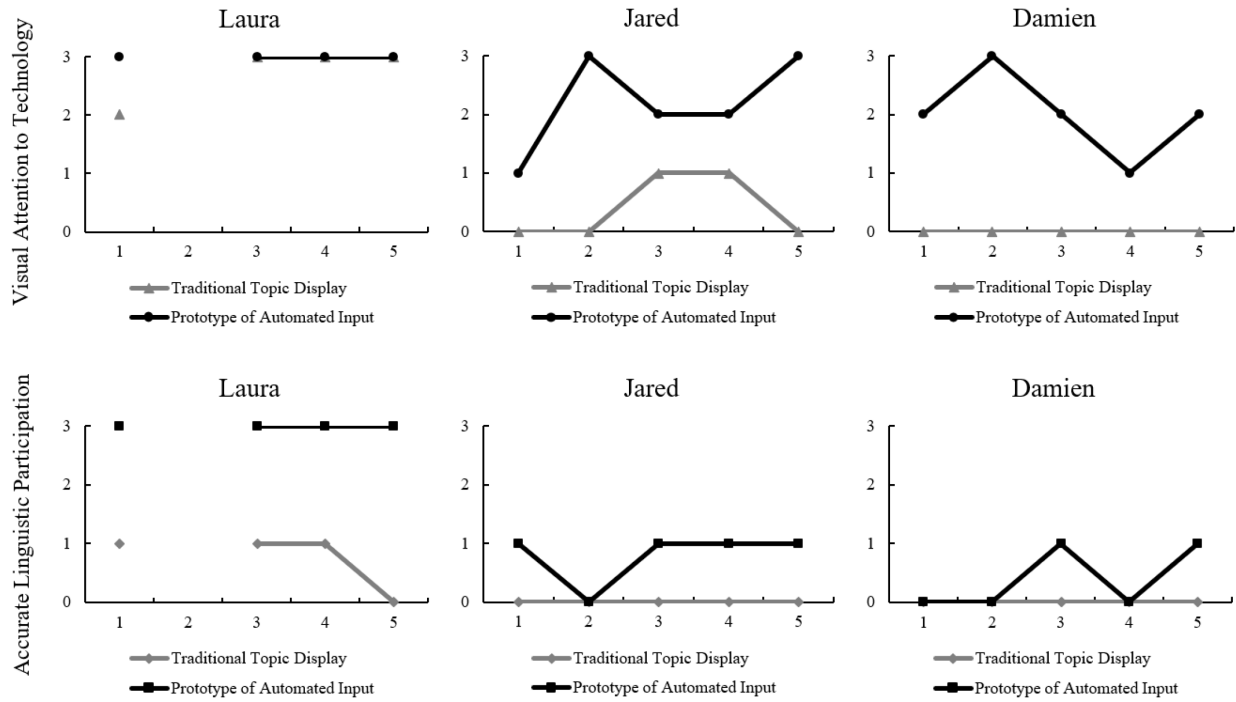 Visual Attention to Technology
Laura
3
2
1
0
1 2 3 4 5
Traditional Topic Display
Prototype of Automated Input
Jared
3
2
1
0
1 2 3 4 5
Traditional Topic Display
Prototype of Automated Input
Damien
3
2
1
0
1 2 3 4 5
Traditional Topic Display
Prototype of Automated Input
Accurate Linguistic Participation
Laura
3
2
1
0
1 2 3 4 5
Traditional Topic Display
Prototype of Automated Input
Jared
3
2
1
0
1 2 3 4 5
Traditional Topic Display
Prototype of Automated Input
Damien
3
2
1
0
1 2 3 4 5
Traditional Topic Display
Prototype of Automated Input